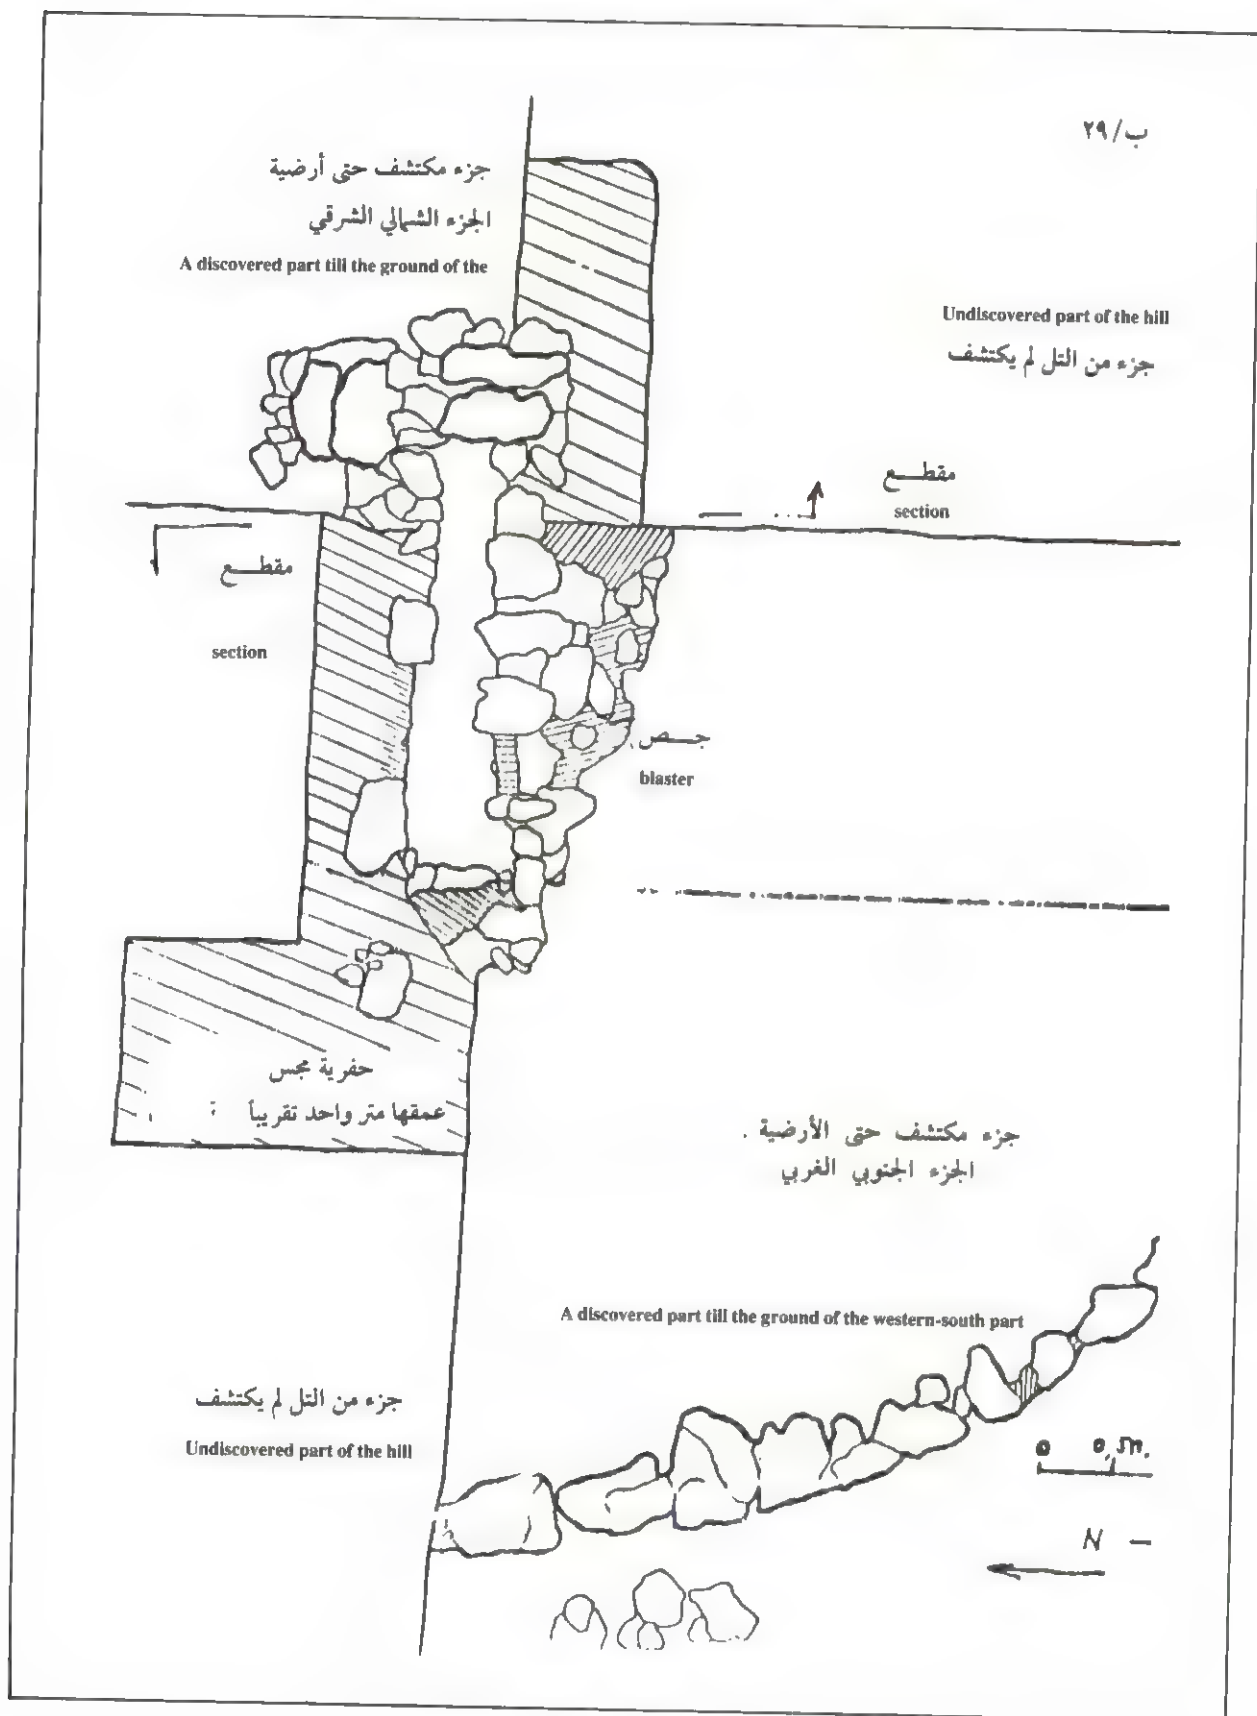 ب/٢٩
جزء مكتشف حتى أرضية
الجزء الشمالي الشرقي
A discovered part till the ground of the
Undiscovered part of the hill
جزء من التل لم يكتشف
مقطـــع
section
مقطـــع
section
جـــص
blaster
حفرية مجس
عمقها متر واحد تقريباً
جزء مكتشف حتى الأرضية .
الجزء الجنوبي الغربي
A discovered part till the ground of the western-south part
جزء من التل لم يكتشف
Undiscovered part of the hill
0 0,5m.
N